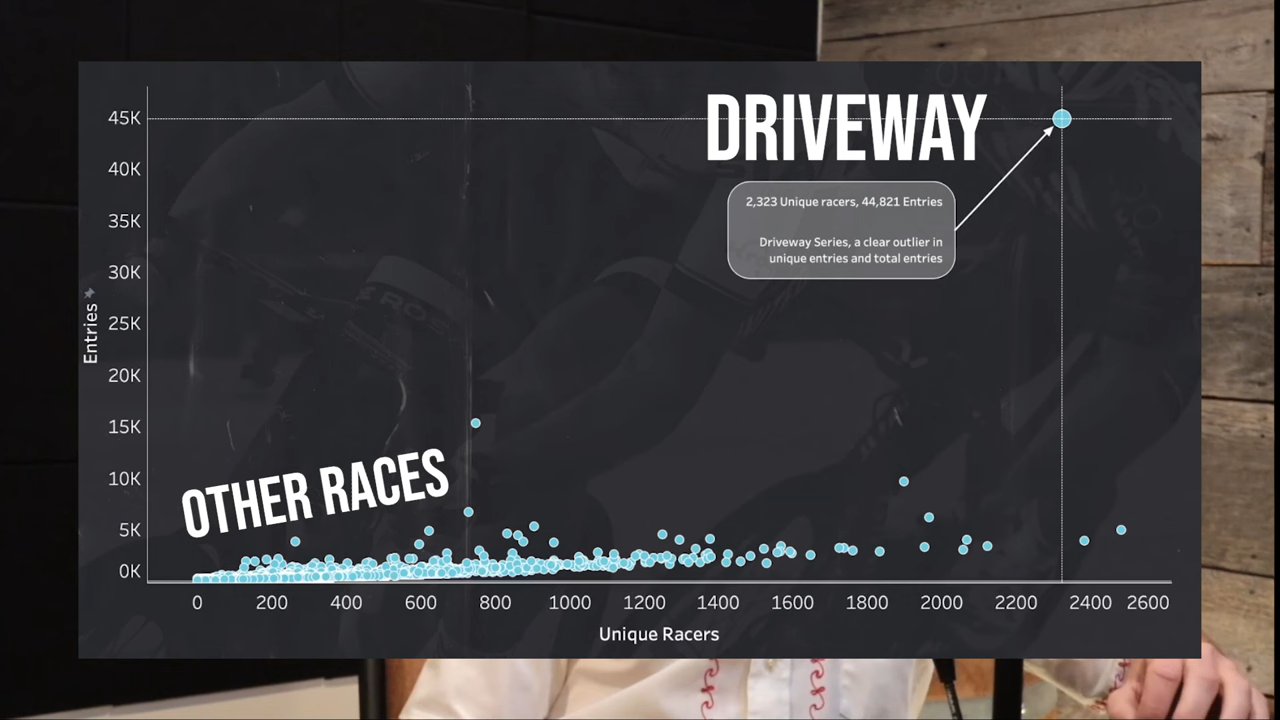 DRIVEWAY
2,323 Unique racers, 44,821 Entries
Driveway Series, a clear outlier in
unique entries and total entries
OTHER RACES
Entries
45K
40K
35K
30K
25K
20K
15K
10K
5K
0K
0 200 400 600 800 1000 1200 1400 1600 1800 2000 2200 2400 2600
Unique Racers